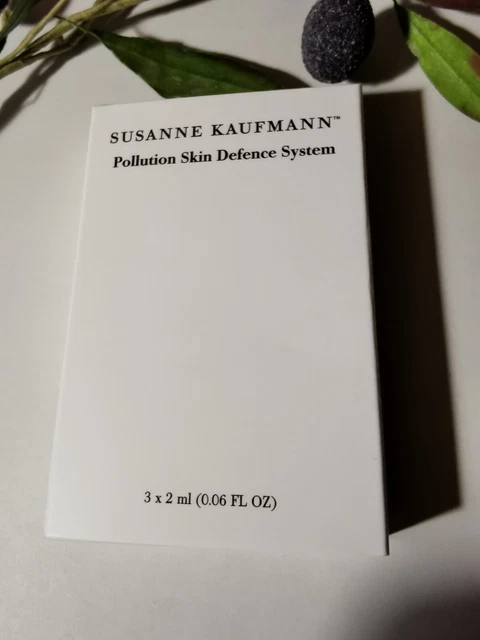 SUSANNE KAUFMANN™
Pollution Skin Defence System
3 x 2 ml (0.06 FL OZ)